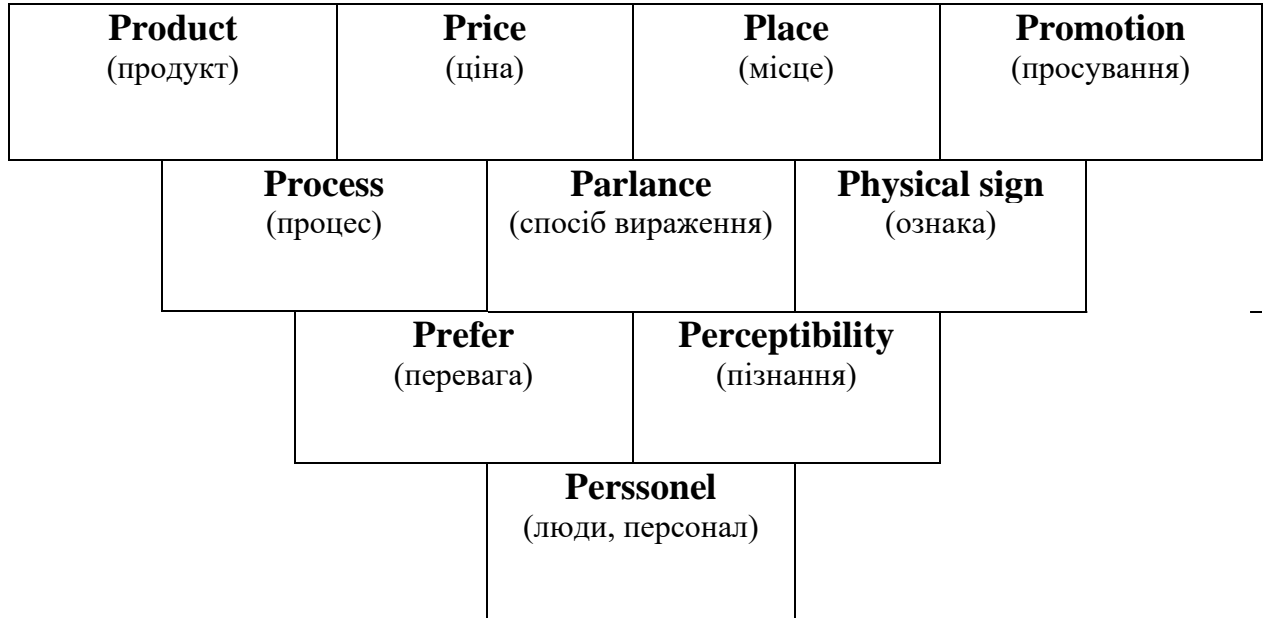 Product
(продукт)
Price
(ціна)
Place
(місце)
Promotion
(просування)
Process
(процес)
Parlance
(спосіб вираження)
Physical sign
(ознака)
Prefer
(перевага)
Perceptibility
(пізнання)
Perssonel
(люди, персонал)